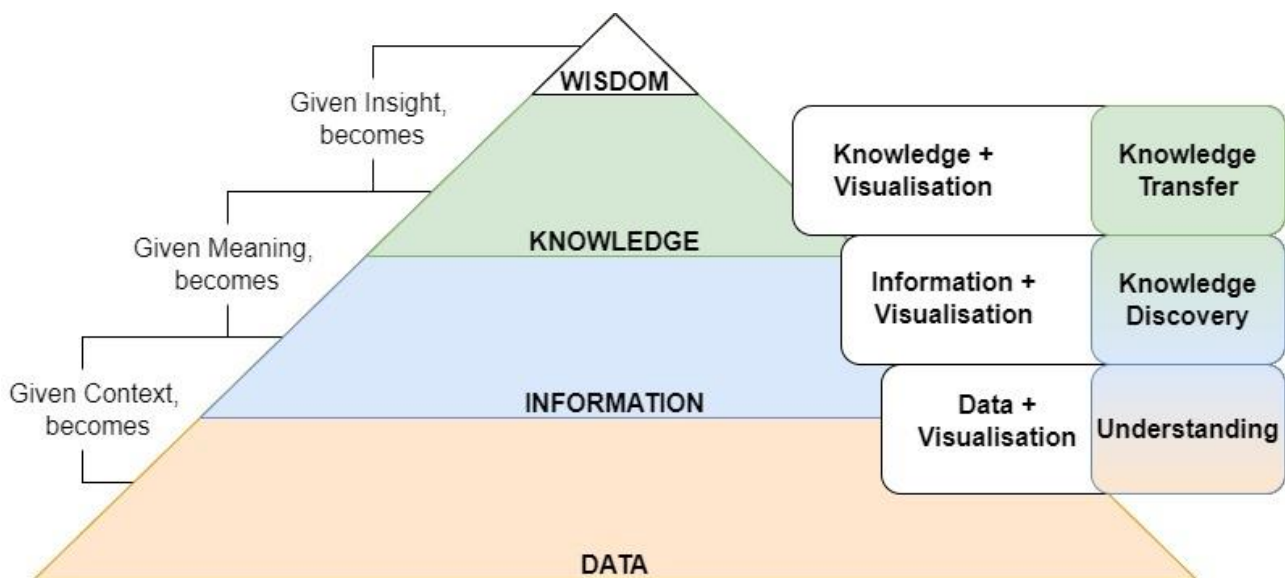 WISDOM
Given Insight,
becomes
Knowledge +
Visualisation
Knowledge
Transfer
KNOWLEDGE
Given Meaning,
becomes
Information +
Visualisation
Knowledge
Discovery
INFORMATION
Given Context,
becomes
Data +
Visualisation
Understanding
DATA